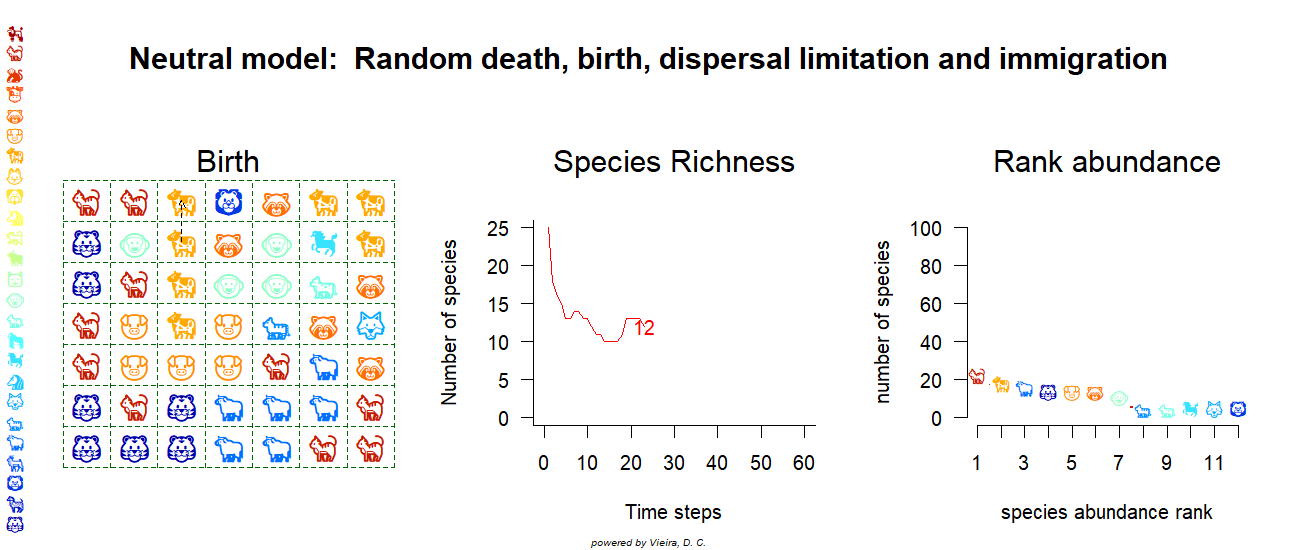 Neutral model:  Random death, birth, dispersal limitation and immigration
Birth
Species Richness
Number of species
25
20
15
10
5
0
12
0 10 20 30 40 50 60
Time steps
Rank abundance
number of species
100
80
60
40
20
0
1 3 5 7 9 11
species abundance rank
powered by Vieira, D. C.